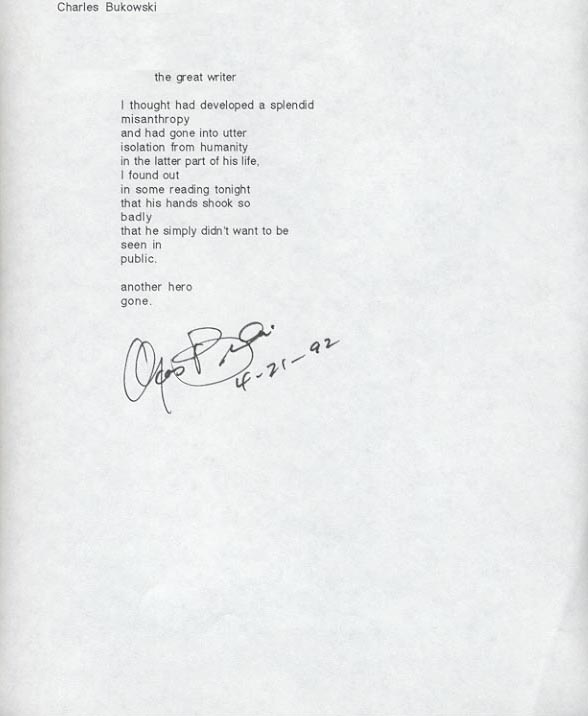 Charles Bukowski
the great writer
I thought had developed a splendid
misanthropy
and had gone into utter
isolation from humanity
in the latter part of his life,
I found out
in some reading tonight
that his hands shook so
badly
that he simply didn't want to be
seen in
public.
another hero
gone.
4-21-92